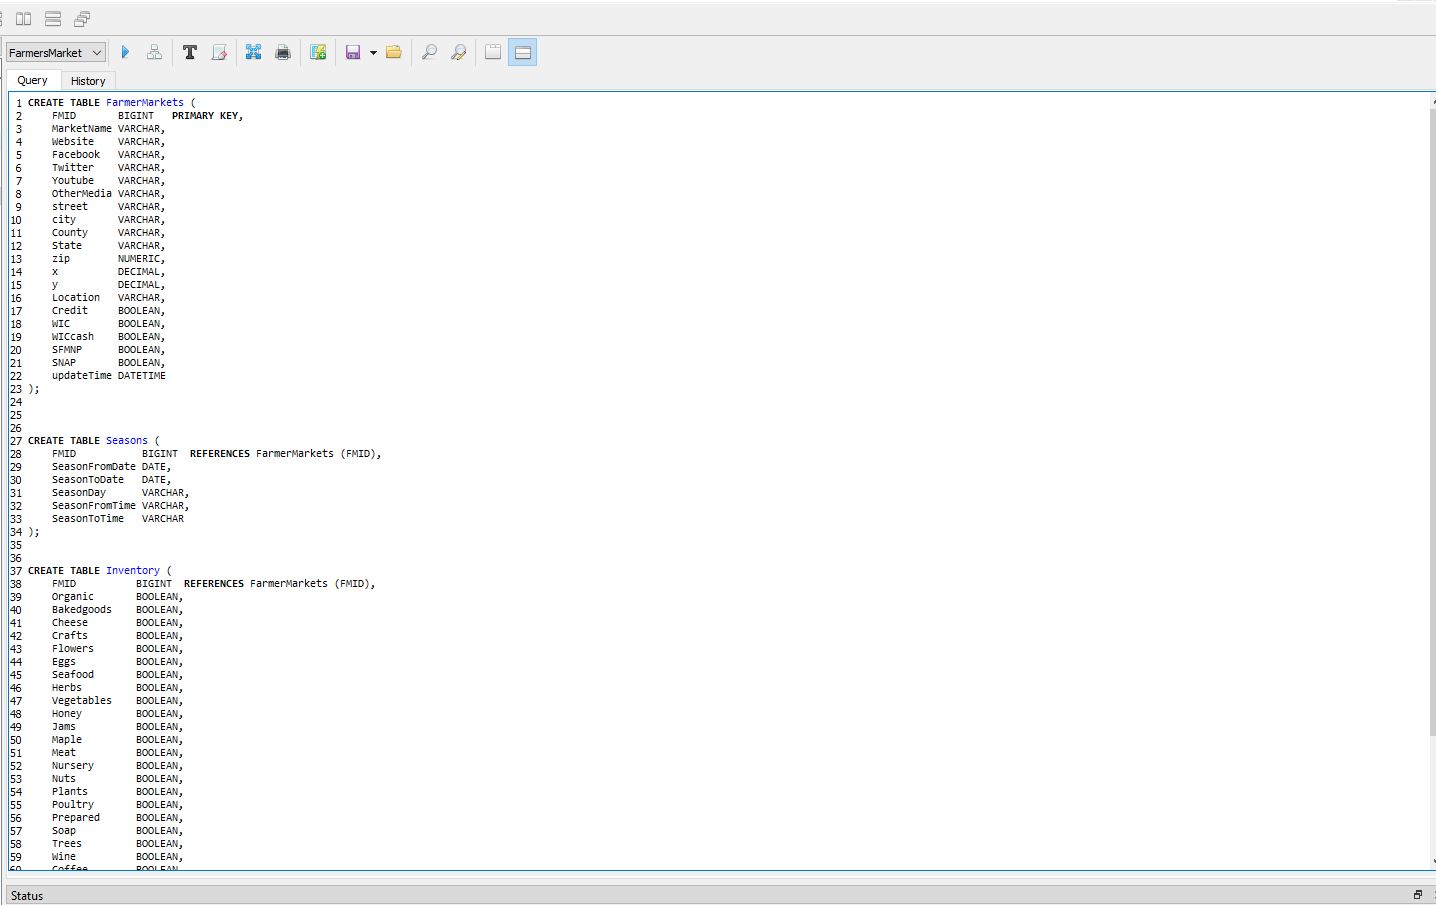 FarmersMarket
Query History
1 CREATE TABLE FarmerMarkets (
2 FMID BIGINT PRIMARY KEY,
3 MarketName VARCHAR,
4 Website VARCHAR,
5 Facebook VARCHAR,
6 Twitter VARCHAR,
7 Youtube VARCHAR,
8 OtherMedia VARCHAR,
9 street VARCHAR,
10 city VARCHAR,
11 County VARCHAR,
12 State VARCHAR,
13 zip NUMERIC,
14 x DECIMAL,
15 y DECIMAL,
16 Location VARCHAR,
17 Credit BOOLEAN,
18 WIC BOOLEAN,
19 WICcash BOOLEAN,
20 SFMNP BOOLEAN,
21 SNAP BOOLEAN,
22 updateTime DATETIME
23 );
24
25
26
27 CREATE TABLE Seasons (
28 FMID BIGINT REFERENCES FarmerMarkets (FMID),
29 SeasonFromDate DATE,
30 SeasonToDate DATE,
31 SeasonDay VARCHAR,
32 SeasonFromTime VARCHAR,
33 SeasonToTime VARCHAR
34 );
35
36
37 CREATE TABLE Inventory (
38 FMID BIGINT REFERENCES FarmerMarkets (FMID),
39 Organic BOOLEAN,
40 Bakedgoods BOOLEAN,
41 Cheese BOOLEAN,
42 Crafts BOOLEAN,
43 Flowers BOOLEAN,
44 Eggs BOOLEAN,
45 Seafood BOOLEAN,
46 Herbs BOOLEAN,
47 Vegetables BOOLEAN,
48 Honey BOOLEAN,
49 Jams BOOLEAN,
50 Maple BOOLEAN,
51 Meat BOOLEAN,
52 Nursery BOOLEAN,
53 Nuts BOOLEAN,
54 Plants BOOLEAN,
55 Poultry BOOLEAN,
56 Prepared BOOLEAN,
57 Soap BOOLEAN,
58 Trees BOOLEAN,
59 Wine BOOLEAN,
60 Coffee BOOLEAN
Status